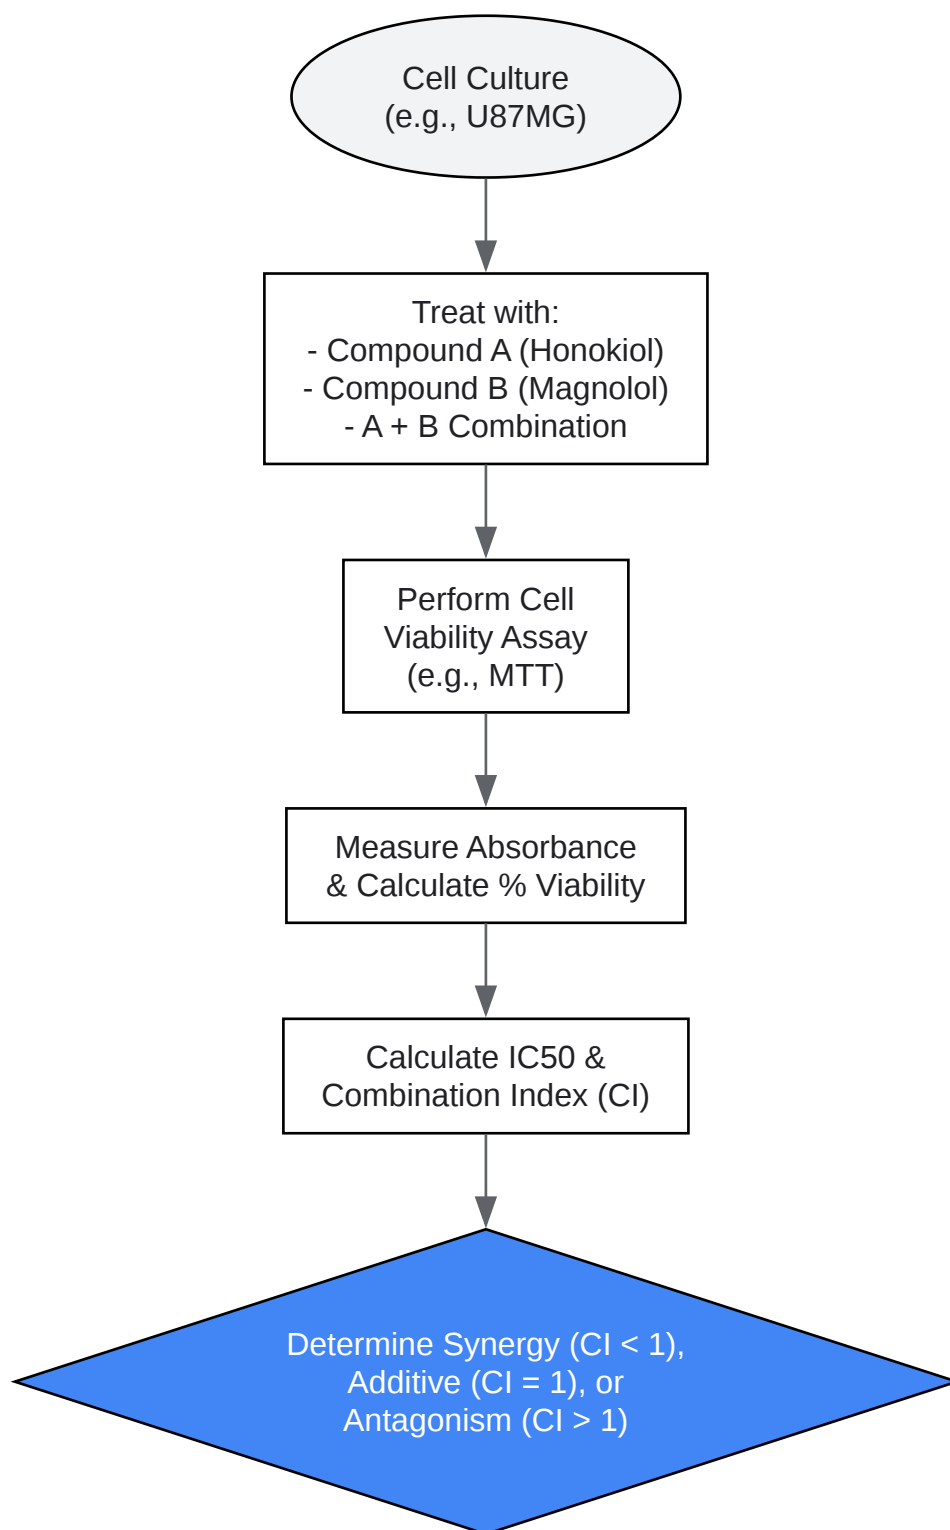 Cell Culture
(e.g., U87MG)
Treat with:
- Compound A (Honokiol)
- Compound B (Magnolol)
- A + B Combination
Perform Cell
Viability Assay
(e.g., MTT)
Measure Absorbance
& Calculate % Viability
Calculate IC50 &
Combination Index (CI)
Determine Synergy (CI < 1),
Additive (CI = 1), or
Antagonism (CI > 1)